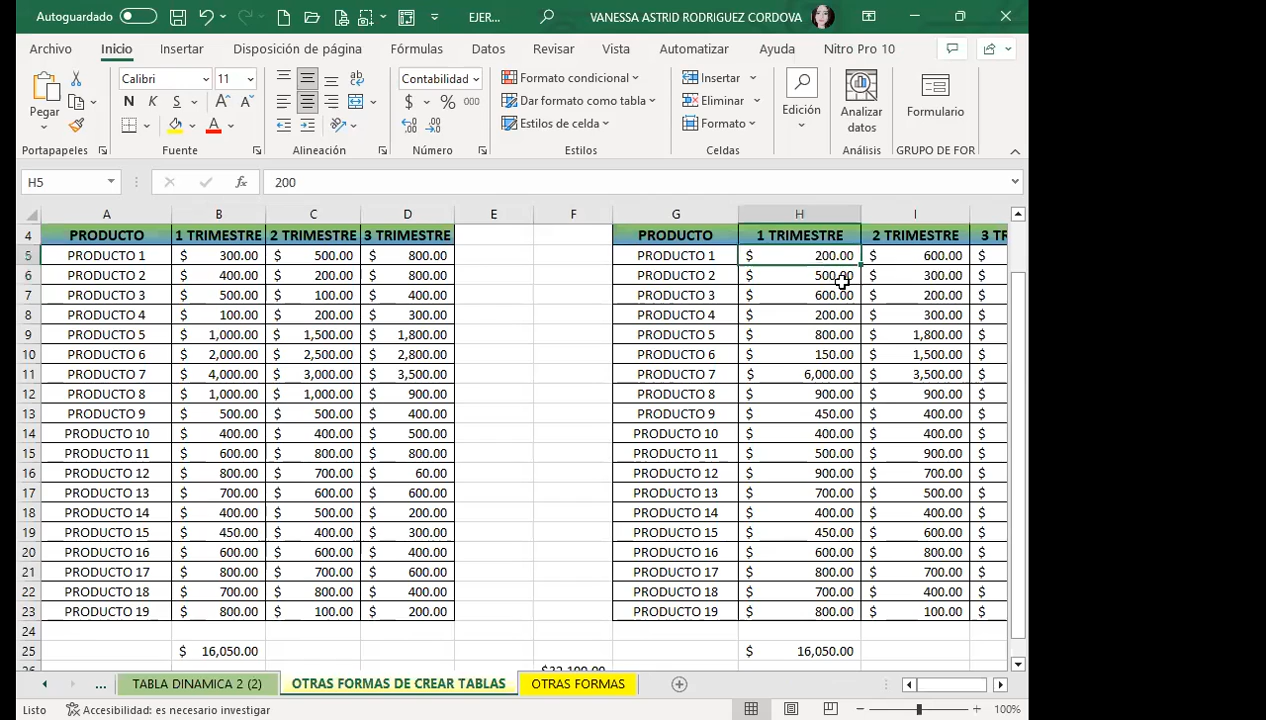 Autoguardado EJER... VANESSA ASTRID RODRIGUEZ CORDOVA
Archivo Inicio Insertar Disposición de página Fórmulas Datos Revisar Vista Automatizar Ayuda Nitro Pro 10
Pegar Calibri 11 Contabilidad Formato condicional Insertar Edición Analizar datos Formulario
N K S A A A $ % 000 Dar formato como tabla Eliminar
Estilos de celda Formato
Portapapeles Fuente Alineación Número Estilos Celdas Análisis GRUPO DE FOR
H5 fx 200
A B C D E F G H I
4 PRODUCTO 1 TRIMESTRE 2 TRIMESTRE 3 TRIMESTRE PRODUCTO 1 TRIMESTRE 2 TRIMESTRE 3 TR
5 PRODUCTO 1 $ 300.00 $ 500.00 $ 800.00 PRODUCTO 1 $ 200.00 $ 600.00 $
6 PRODUCTO 2 $ 400.00 $ 200.00 $ 800.00 PRODUCTO 2 $ 500.00 $ 300.00 $
7 PRODUCTO 3 $ 500.00 $ 100.00 $ 400.00 PRODUCTO 3 $ 600.00 $ 200.00 $
8 PRODUCTO 4 $ 100.00 $ 200.00 $ 300.00 PRODUCTO 4 $ 200.00 $ 300.00 $
9 PRODUCTO 5 $ 1,000.00 $ 1,500.00 $ 1,800.00 PRODUCTO 5 $ 800.00 $ 1,800.00 $
10 PRODUCTO 6 $ 2,000.00 $ 2,500.00 $ 2,800.00 PRODUCTO 6 $ 150.00 $ 1,500.00 $
11 PRODUCTO 7 $ 4,000.00 $ 3,000.00 $ 3,500.00 PRODUCTO 7 $ 6,000.00 $ 3,500.00 $
12 PRODUCTO 8 $ 1,000.00 $ 1,000.00 $ 900.00 PRODUCTO 8 $ 900.00 $ 900.00 $
13 PRODUCTO 9 $ 500.00 $ 500.00 $ 400.00 PRODUCTO 9 $ 450.00 $ 400.00 $
14 PRODUCTO 10 $ 400.00 $ 400.00 $ 500.00 PRODUCTO 10 $ 400.00 $ 400.00 $
15 PRODUCTO 11 $ 600.00 $ 800.00 $ 800.00 PRODUCTO 11 $ 500.00 $ 900.00 $
16 PRODUCTO 12 $ 800.00 $ 700.00 $ 60.00 PRODUCTO 12 $ 900.00 $ 700.00 $
17 PRODUCTO 13 $ 700.00 $ 600.00 $ 600.00 PRODUCTO 13 $ 700.00 $ 500.00 $
18 PRODUCTO 14 $ 400.00 $ 500.00 $ 200.00 PRODUCTO 14 $ 400.00 $ 400.00 $
19 PRODUCTO 15 $ 450.00 $ 400.00 $ 300.00 PRODUCTO 15 $ 450.00 $ 600.00 $
20 PRODUCTO 16 $ 600.00 $ 600.00 $ 400.00 PRODUCTO 16 $ 600.00 $ 800.00 $
21 PRODUCTO 17 $ 800.00 $ 700.00 $ 600.00 PRODUCTO 17 $ 800.00 $ 700.00 $
22 PRODUCTO 18 $ 700.00 $ 800.00 $ 400.00 PRODUCTO 18 $ 700.00 $ 400.00 $
23 PRODUCTO 19 $ 800.00 $ 100.00 $ 200.00 PRODUCTO 19 $ 800.00 $ 100.00 $
24
25 $ 16,050.00 $ 16,050.00
... TABLA DINAMICA 2 (2) OTRAS FORMAS DE CREAR TABLAS OTRAS FORMAS
Listo Accesibilidad: es necesario investigar 100%